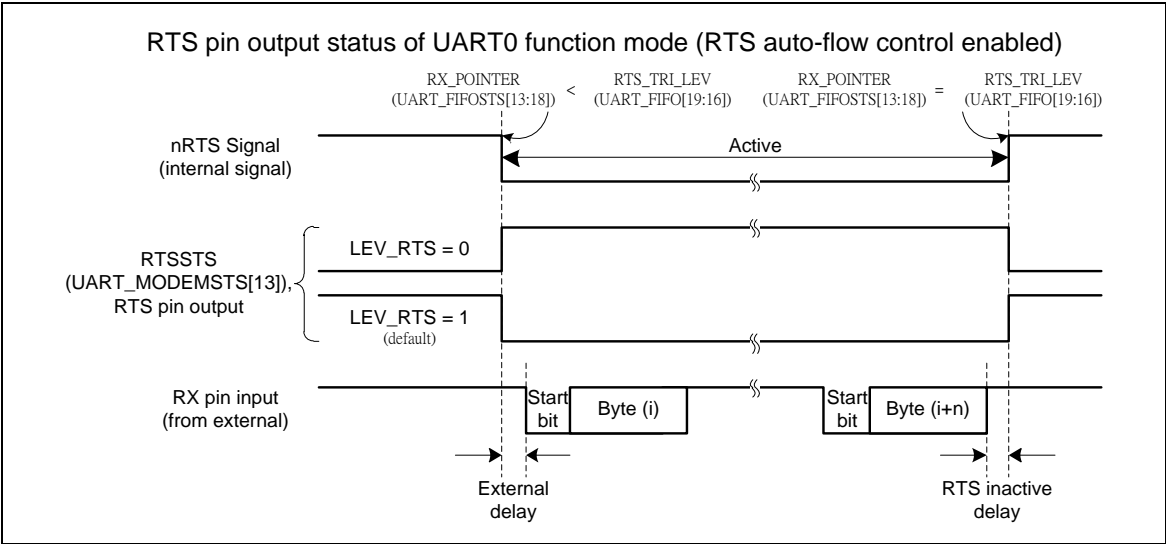 RTS pin output status of UART0 function mode (RTS auto-flow control enabled)
RX_POINTER
(UART_FIFOSTS[13:18])
<
RTS_TRI_LEV
(UART_FIFO[19:16])
RX_POINTER
(UART_FIFOSTS[13:18])
=
RTS_TRI_LEV
(UART_FIFO[19:16])
nRTS Signal
(internal signal)
Active
RTSSTS
(UART_MODEMSTS[13]),
RTS pin output
LEV_RTS = 0
LEV_RTS = 1
(default)
RX pin input
(from external)
Start
bit
Byte (i)
Start
bit
Byte (i+n)
External
delay
RTS inactive
delay